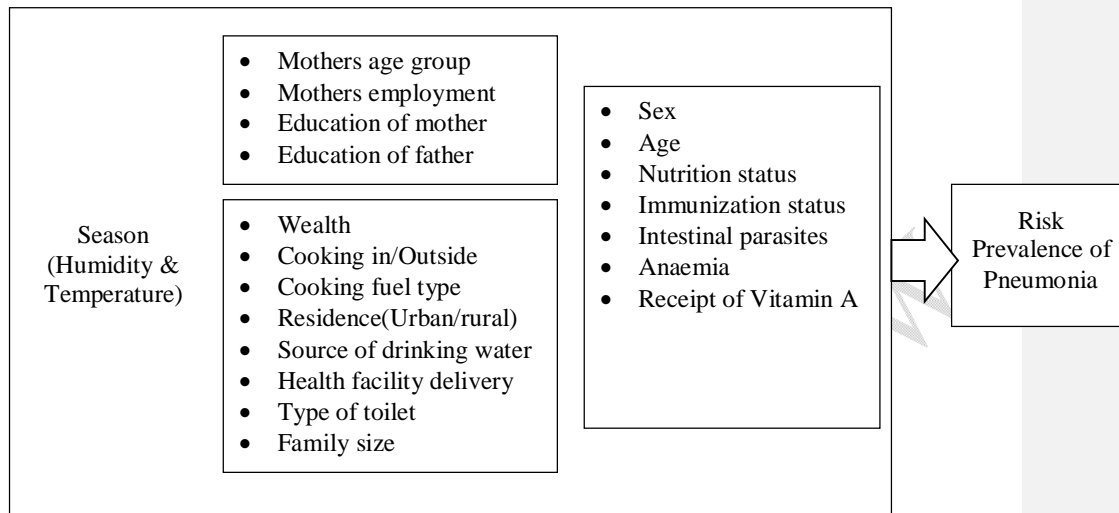 Season
(Humidity &
Temperature)
• Mothers age group
• Mothers employment
• Education of mother
• Education of father
• Wealth
• Cooking in/Outside
• Cooking fuel type
• Residence(Urban/rural)
• Source of drinking water
• Health facility delivery
• Type of toilet
• Family size
• Sex
• Age
• Nutrition status
• Immunization status
• Intestinal parasites
• Anaemia
• Receipt of Vitamin A
Risk
Prevalence of
Pneumonia